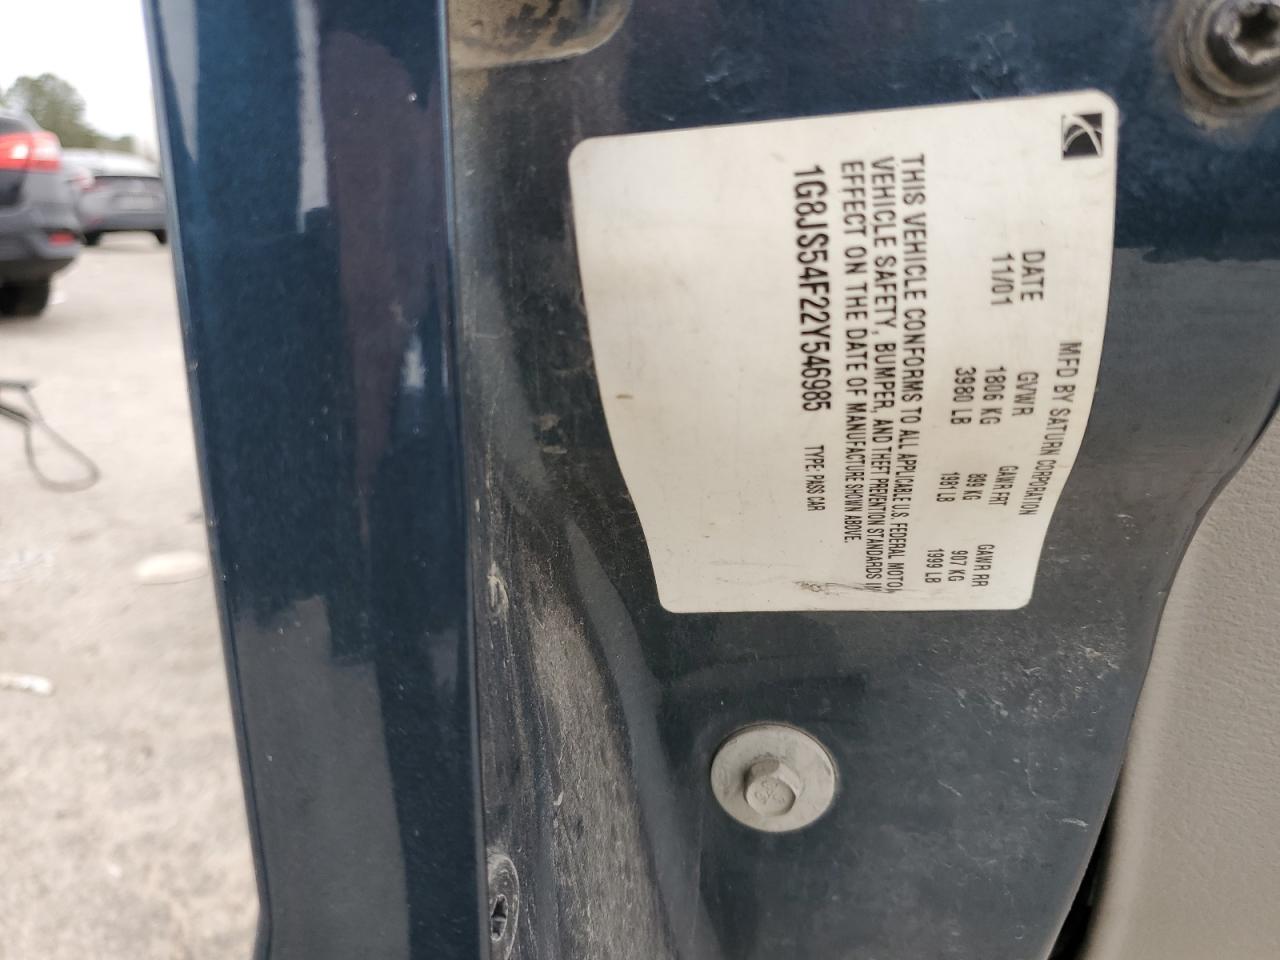 MFD BY SATURN CORPORATION
DATE GVWR GAWR FRT GAWR RR
11/01 1806 KG 899 KG 907 KG
3980 LB 1981 LB 1999 LB
THIS VEHICLE CONFORMS TO ALL APPLICABLE U.S. FEDERAL MOTOR
VEHICLE SAFETY, BUMPER, AND THEFT PREVENTION STANDARDS IN
EFFECT ON THE DATE OF MANUFACTURE SHOWN ABOVE.
1G8JS54F22Y546985 TYPE: PASS CAR